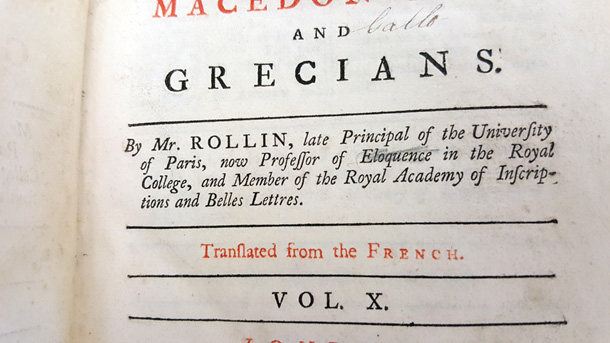 AND
GRECIANS.
By Mr. ROLLIN, late Principal of the Univerſity
of Paris, now Profeſſor of Eloquence in the Royal
College, and Member of the Royal Academy of Inſcrip-
tions and Belles Lettres.
Tranſlated from the FRENCH.
VOL. X.